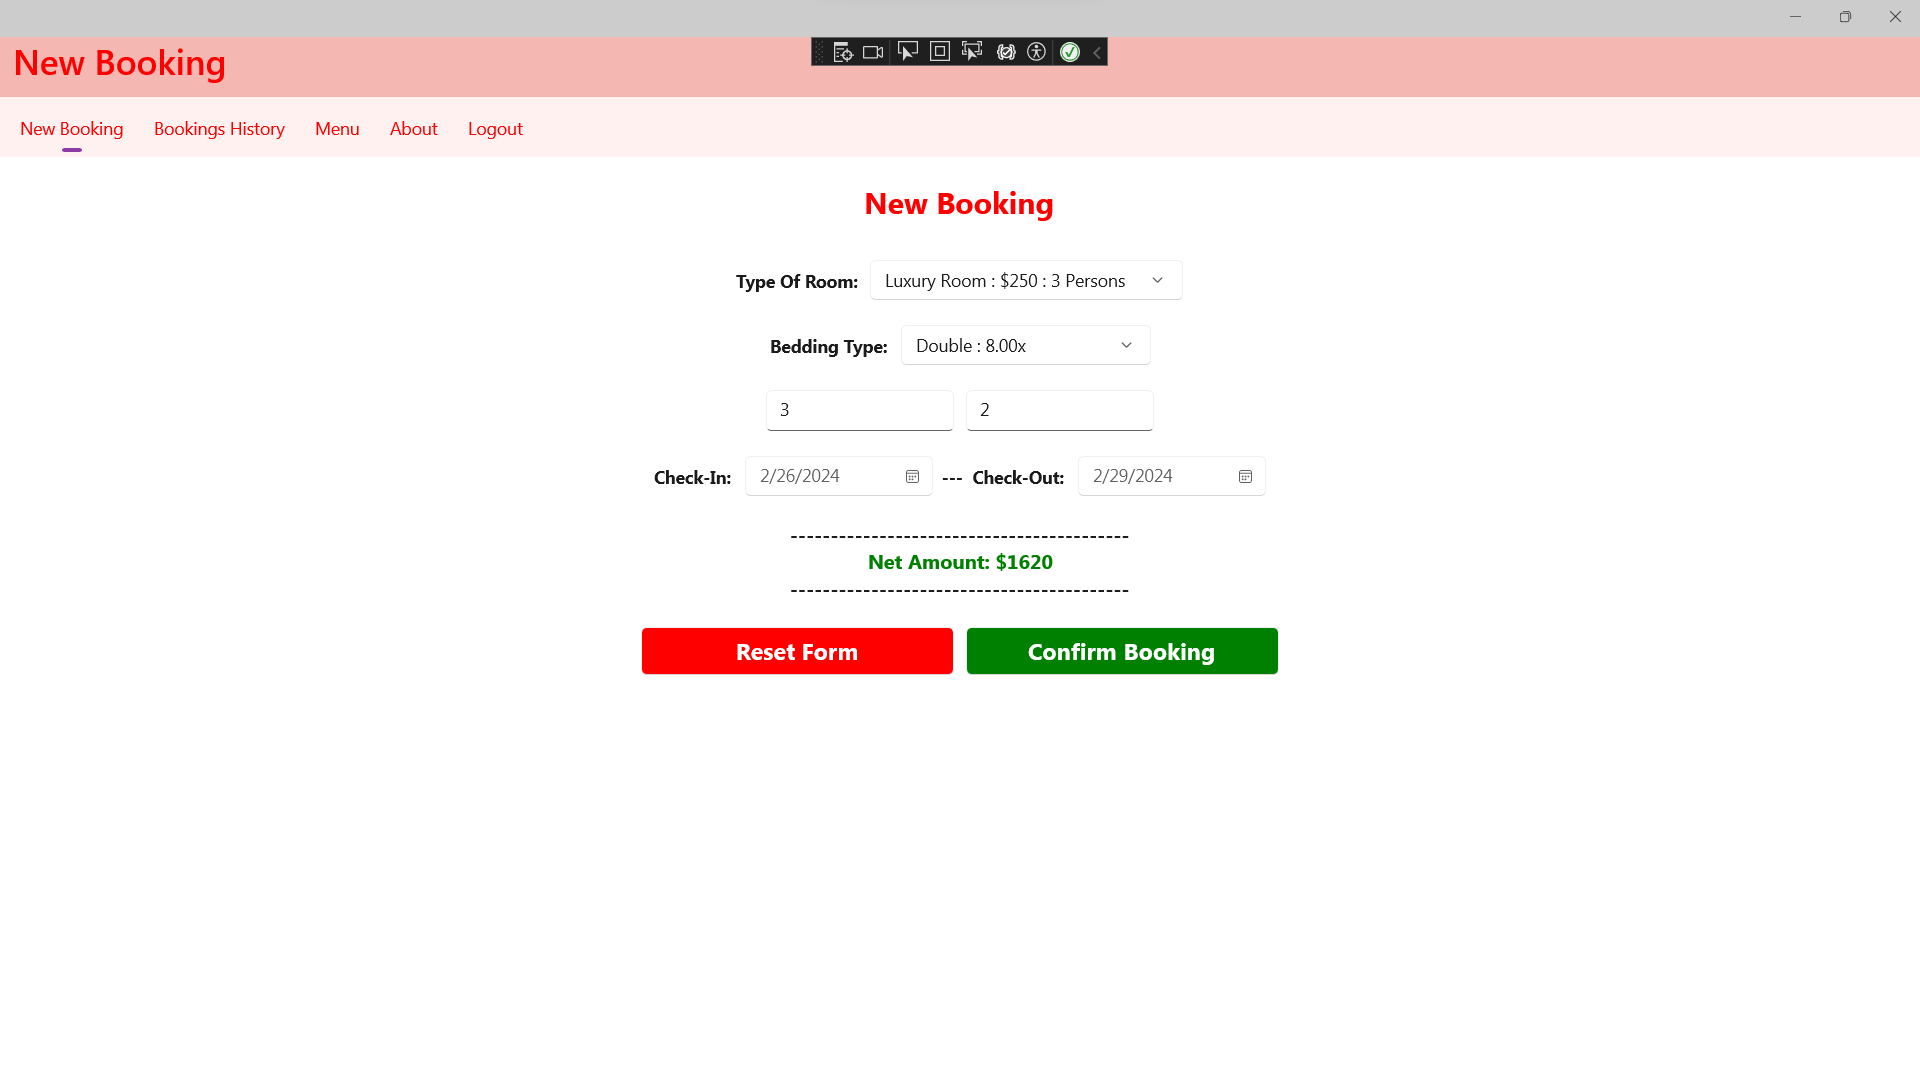 New Booking
New Booking Bookings History Menu About Logout
New Booking
Type Of Room: Luxury Room : $250 : 3 Persons
Bedding Type: Double : 8.00x
3 2
Check-In: 2/26/2024 --- Check-Out: 2/29/2024
------------------------------------------
Net Amount: $1620
------------------------------------------
Reset Form Confirm Booking